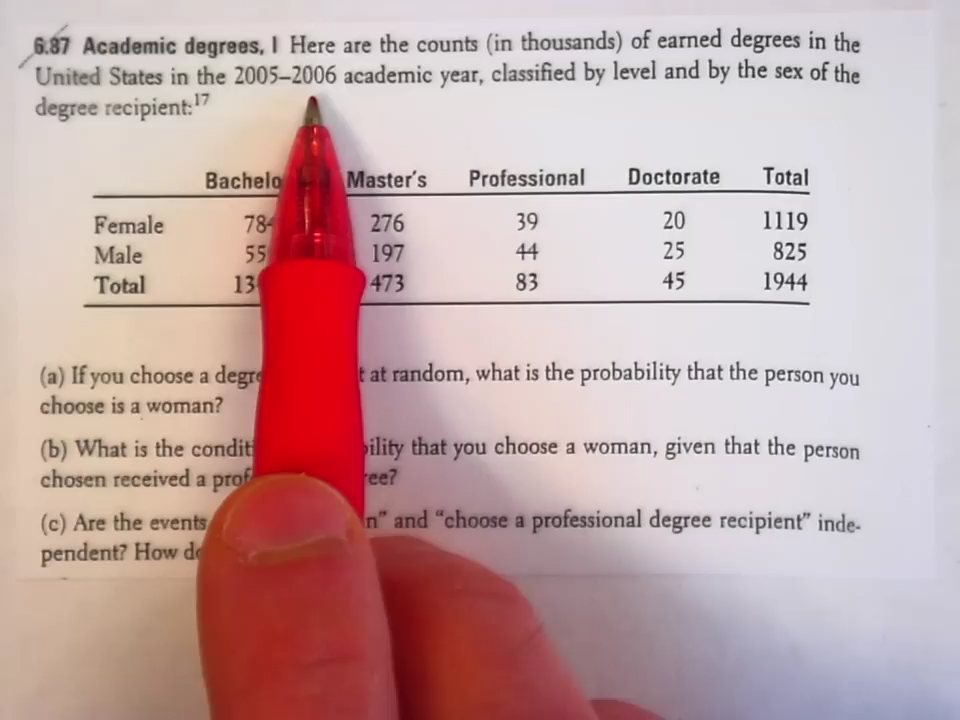 6.87 Academic degrees, I Here are the counts (in thousands) of earned degrees in the
United States in the 2005–2006 academic year, classified by level and by the sex of the
degree recipient:17
Master's Professional Doctorate Total
Female 276 39 20 1119
Male 197 44 25 825
Total 473 83 45 1944
(a) If you choose a at random, what is the probability that the person you
choose is a woman?
(b) What is the that you choose a woman, given that the person
chosen received a
(c) Are the events and “choose a professional degree recipient” inde-
pendent? How